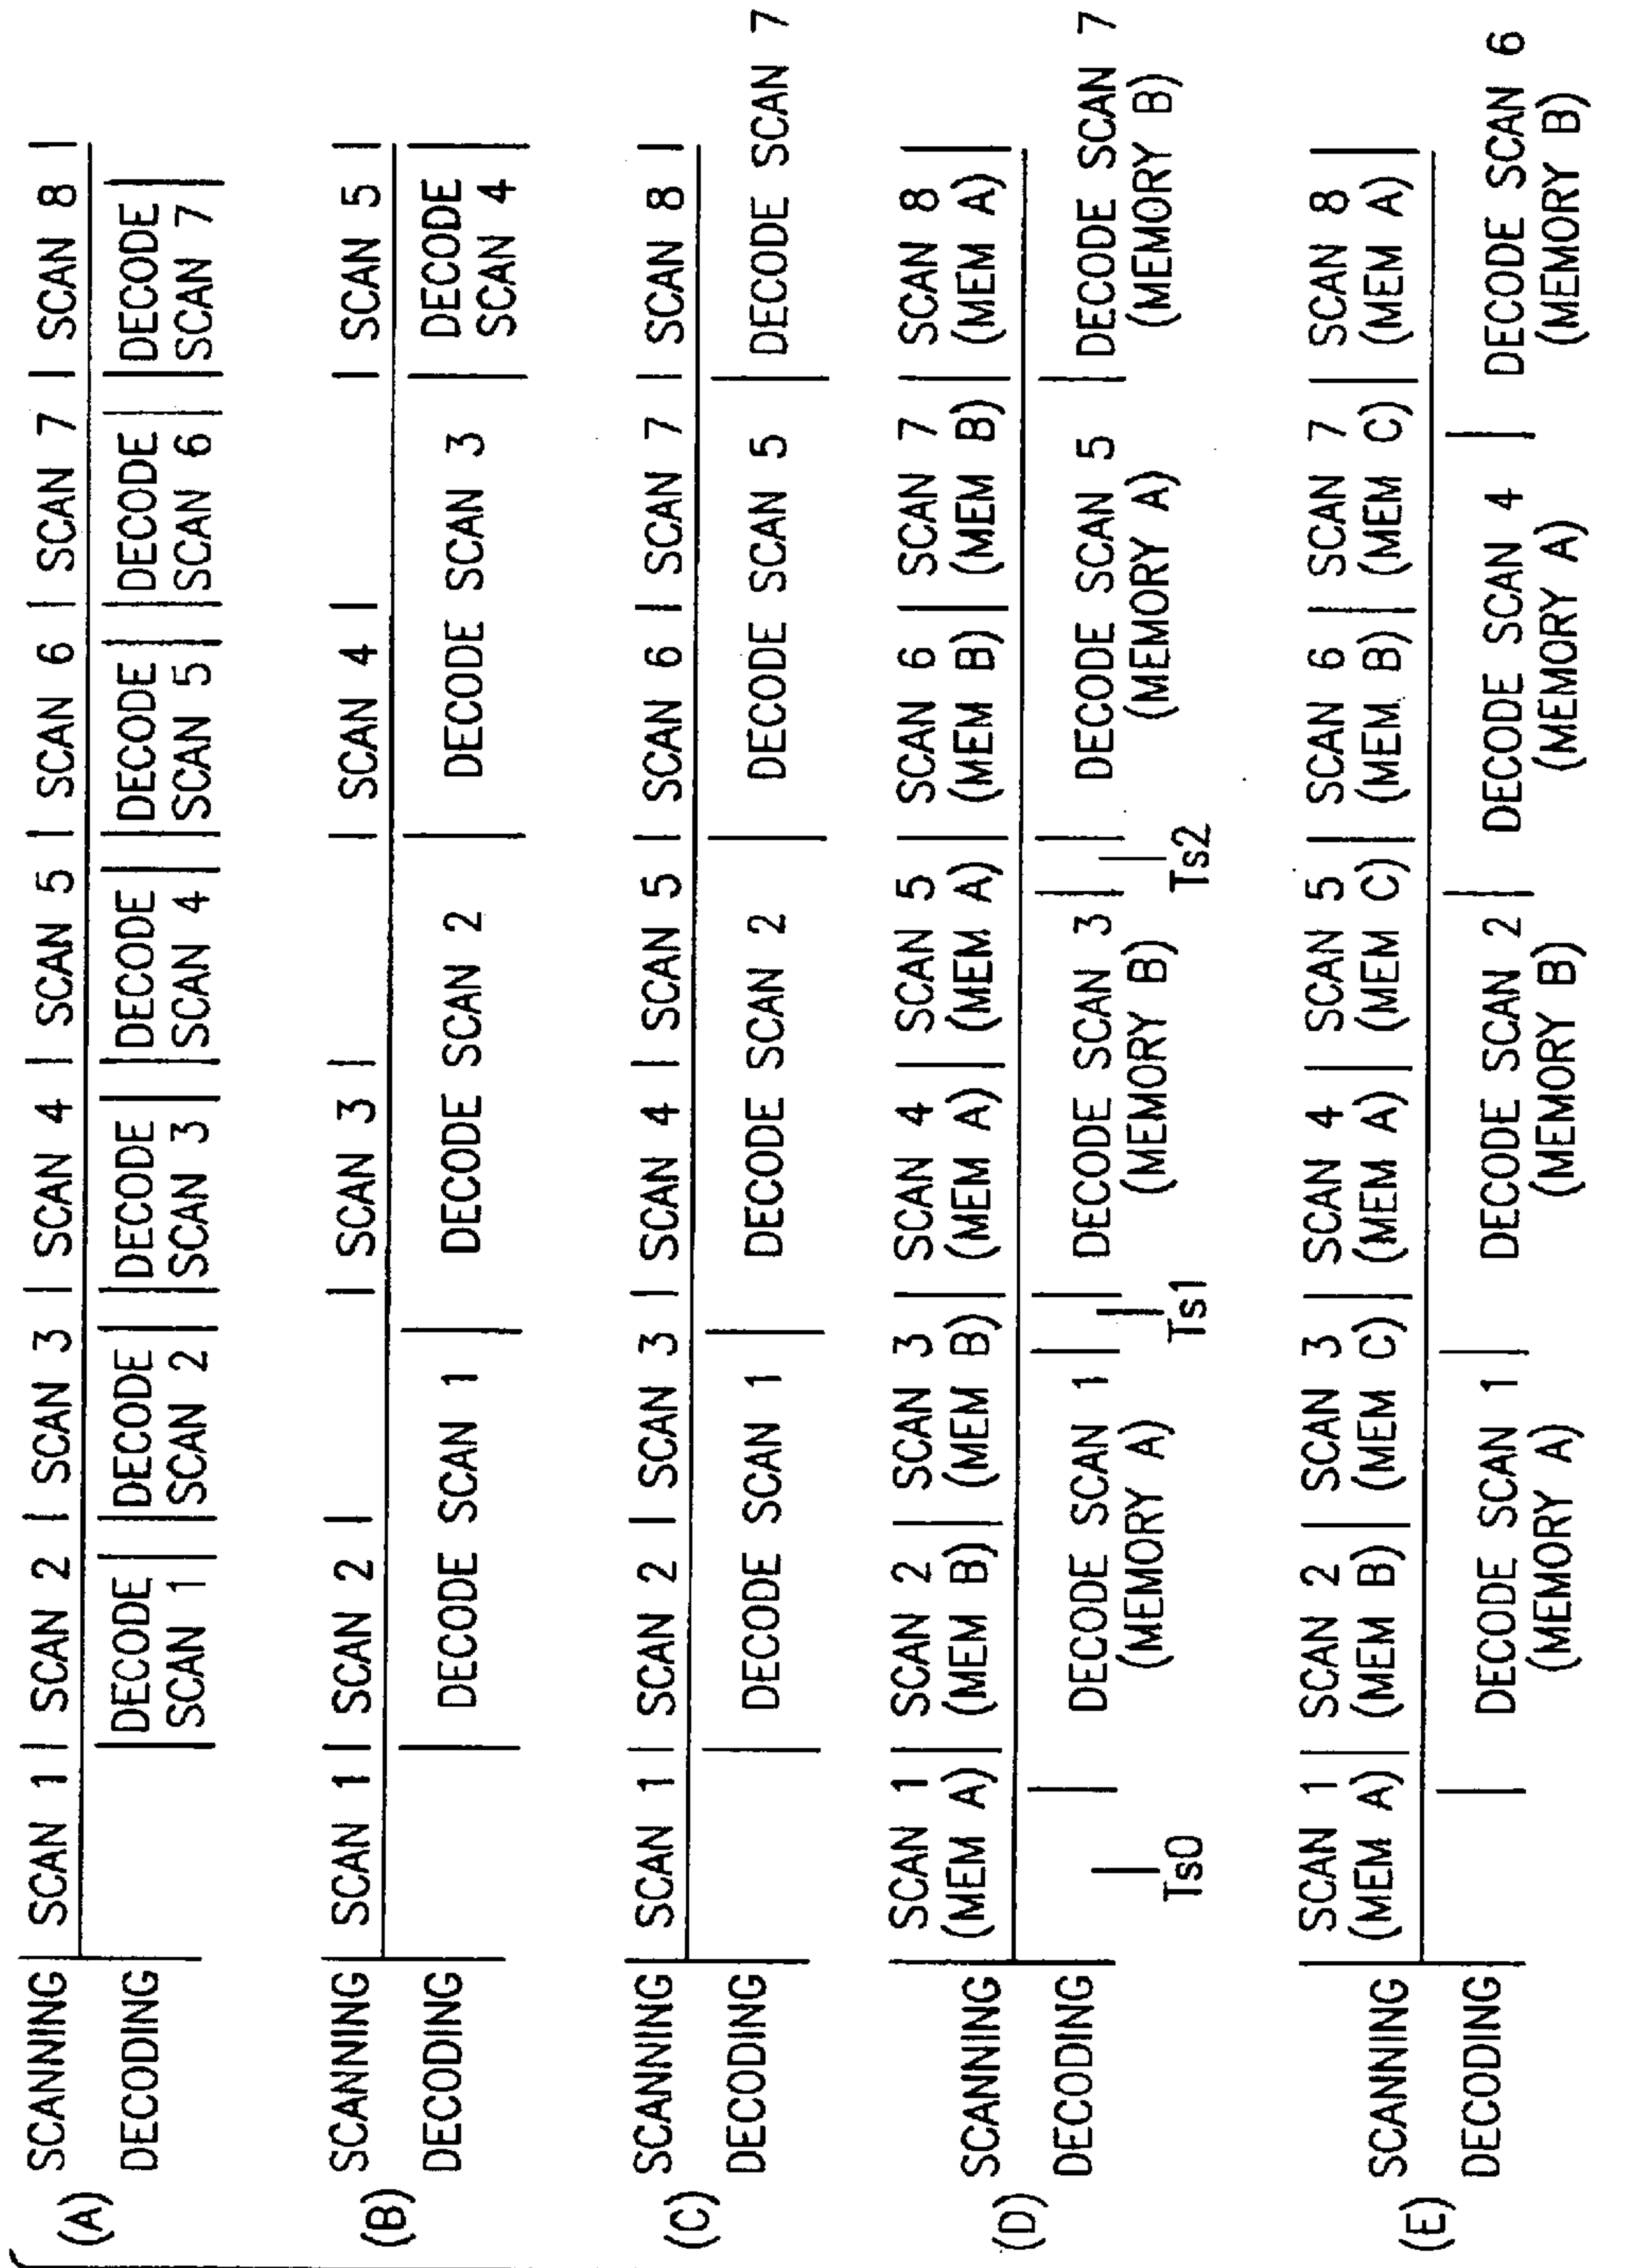 (A)
SCANNING | SCAN 1 | SCAN 2 | SCAN 3 | SCAN 4 | SCAN 5 | SCAN 6 | SCAN 7 | SCAN 8 |
DECODING | DECODE SCAN 1 | DECODE SCAN 2 | DECODE SCAN 3 | DECODE SCAN 4 | DECODE SCAN 5 | DECODE SCAN 6 | DECODE SCAN 7 |
(B)
SCANNING | SCAN 1 | SCAN 2 | | SCAN 3 | | SCAN 4 | | SCAN 5 |
DECODING | DECODE SCAN 1 | DECODE SCAN 2 | DECODE SCAN 3 | DECODE SCAN 4 |
(C)
SCANNING | SCAN 1 | SCAN 2 | SCAN 3 | SCAN 4 | SCAN 5 | SCAN 6 | SCAN 7 | SCAN 8 |
DECODING | DECODE SCAN 1 | DECODE SCAN 2 | DECODE SCAN 5 | DECODE SCAN 7
(D)
SCANNING | SCAN 1 | SCAN 2 | SCAN 3 | SCAN 4 | SCAN 5 | SCAN 6 | SCAN 7 | SCAN 8 |
(MEM A) | (MEM B) | (MEM B) | (MEM A) | (MEM A) | (MEM B) | (MEM B) | (MEM A) |
DECODING | DECODE SCAN 1 | DECODE SCAN 3 | DECODE SCAN 5 | DECODE SCAN 7
(MEMORY A) (MEMORY B) (MEMORY A) (MEMORY B)
Ts0 Ts1 Ts2
(E)
SCANNING | SCAN 1 | SCAN 2 | SCAN 3 | SCAN 4 | SCAN 5 | SCAN 6 | SCAN 7 | SCAN 8 |
(MEM A) | (MEM B) | (MEM C) | (MEM A) | (MEM C) | (MEM B) | (MEM C) | (MEM A) |
DECODING | DECODE SCAN 1 | DECODE SCAN 2 | DECODE SCAN 4 | DECODE SCAN 6
(MEMORY A) (MEMORY B) (MEMORY A) (MEMORY B)